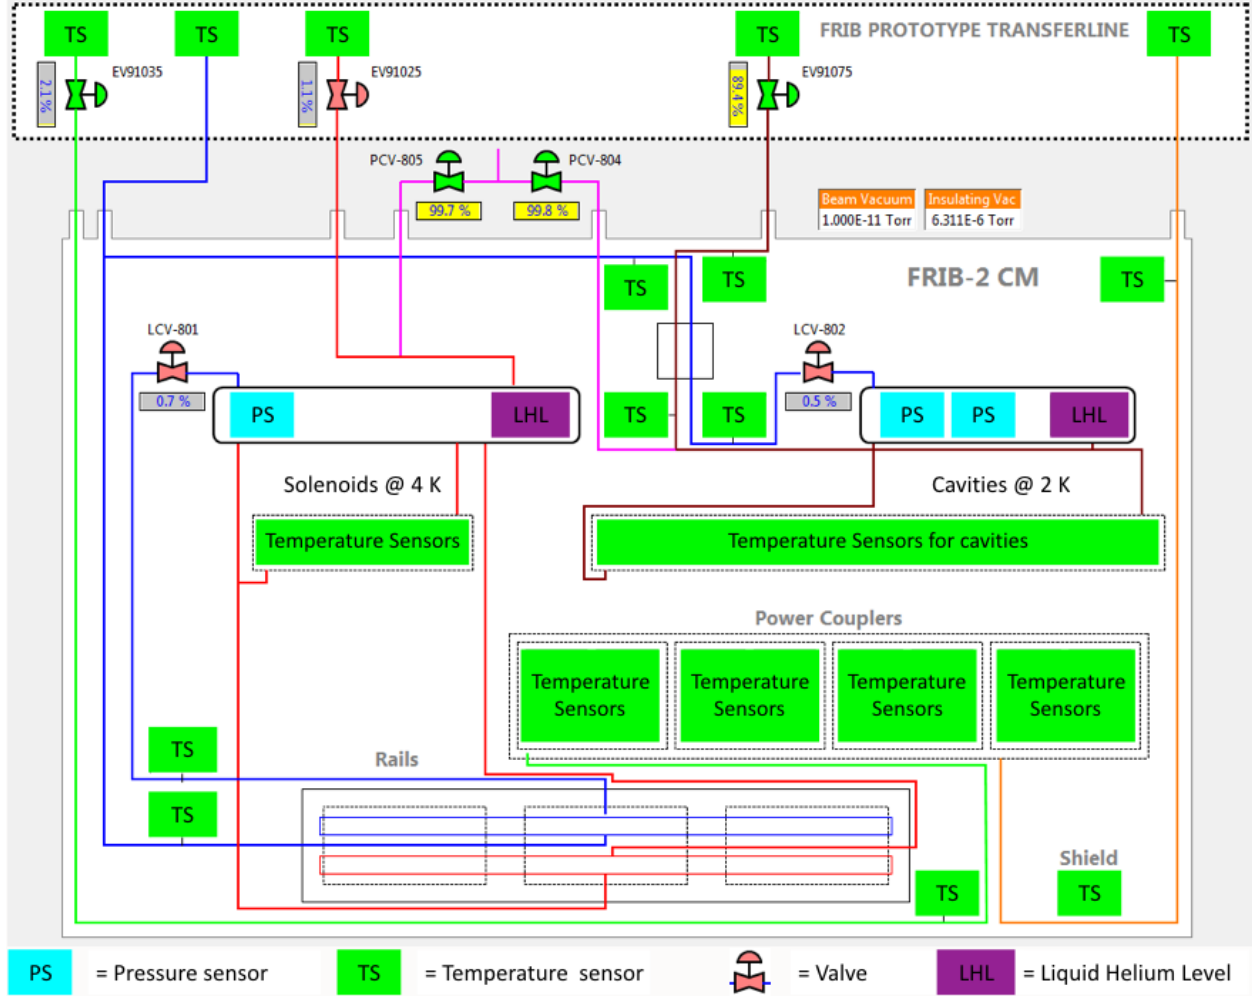 TS TS TS TS FRIB PROTOTYPE TRANSFERLINE TS
EV91035 EV91025 EV91075
2.1 % 1.1 % 89.4 %
PCV-805 PCV-804
99.7 % 99.8 %
Beam Vacuum Insulating Vac
1.000E-11 Torr 6.311E-6 Torr
TS TS FRIB-2 CM TS
LCV-801 LCV-802
0.7 % 0.5 %
PS LHL TS TS PS PS LHL
Solenoids @ 4 K Cavities @ 2 K
Temperature Sensors Temperature Sensors for cavities
Power Couplers
Temperature Temperature Temperature Temperature
Sensors Sensors Sensors Sensors
TS Rails
TS
Shield
TS TS
PS = Pressure sensor TS = Temperature sensor = Valve LHL = Liquid Helium Level